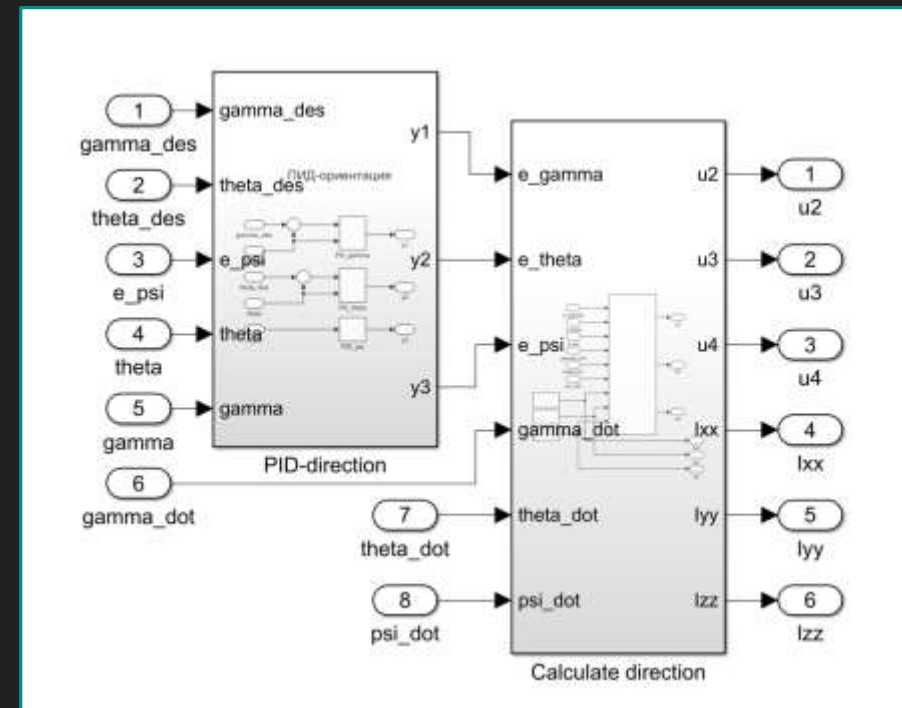 1
gamma_des
2
theta_des
3
e_psi
4
theta
5
gamma
6
gamma_dot
gamma_des
theta_des
e_psi
theta
gamma
ПИД-ориентация
y1
y2
y3
PID-direction
7
theta_dot
8
psi_dot
e_gamma
e_theta
e_psi
gamma_dot
theta_dot
psi_dot
u2
u3
u4
Ixx
Iyy
Izz
Calculate direction
1
u2
2
u3
3
u4
4
Ixx
5
Iyy
6
Izz